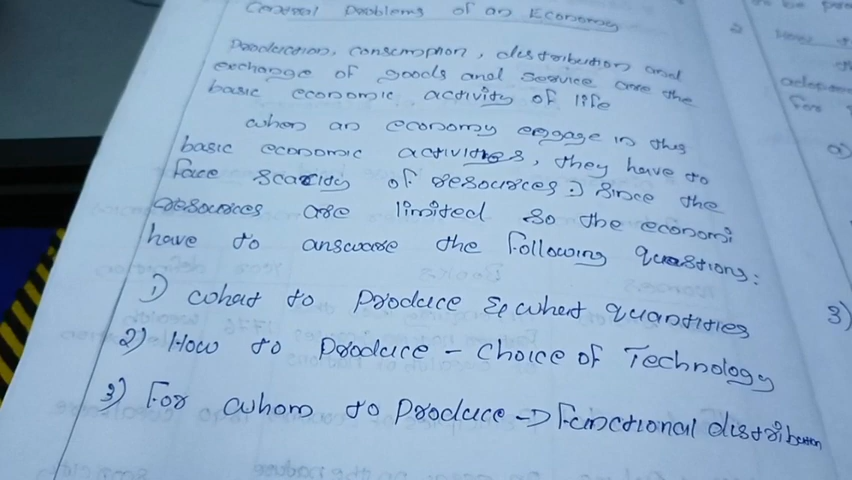 Central Problems of an Economy
Production, consumption, distribution and
exchange of goods and service are the
basic economic activity of life
when an economy engage in this
basic economic activities, they have to
face scarcity of resources :) since the
resources are limited so the economi
have to answare the following questions:
1) what to produce & what quantities
2) How to Produce - Choice of Technology
3) For whom to Produce -> Functional distribution
3)
a)